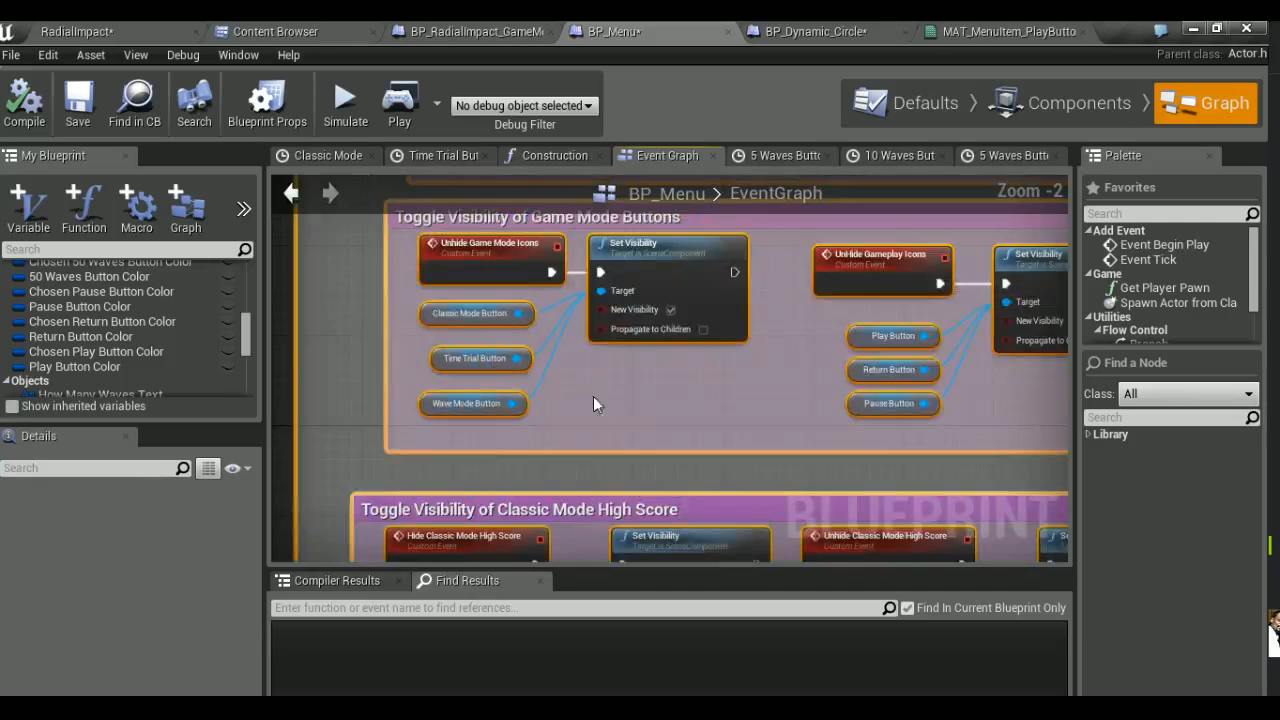 RadialImpact*
Content Browser
BP_RadialImpact_GameM
BP_Menu*
BP_Dynamic_Circle*
MAT_MenuItem_PlayButto
File Edit Asset View Window Debug Help
Parent class: Actor.h
Compile
Save
Find in CB
Search
Blueprint Props
Simulate
Play
No debug object selected
Debug Filter
Defaults
Components
Graph
My Blueprint
Classic Mode
Time Trial But
Construction
Event Graph
5 Waves Butt
10 Waves But
5 Waves Butt
Palette
Variable
Function
Macro
Graph
Search
Chosen 50 Waves Button Color
50 Waves Button Color
Chosen Pause Button Color
Pause Button Color
Chosen Return Button Color
Return Button Color
Chosen Play Button Color
Play Button Color
Objects
How Many Waves Text
Show inherited variables
Details
Search
BP_Menu > EventGraph
Zoom -2
Toggle Visibility of Game Mode Buttons
Unhide Game Mode Icons
Custom Event
Set Visibility
Target is SceneComponent
Target
New Visibility
Propagate to Children
Classic Mode Button
Time Trial Button
Wave Mode Button
UnHide Gameplay Icons
Custom Event
Set Visibility
Target is Scene
Target
New Visibility
Propagate to
Play Button
Return Button
Pause Button
Toggle Visibility of Classic Mode High Score
BLUEPRINT
Hide Classic Mode High Score
Custom Event
Set Visibility
Target is SceneComponent
Unhide Classic Mode High Score
Custom Event
Compiler Results
Find Results
Enter function or event name to find references...
Find In Current Blueprint Only
Favorites
Search
Add Event
Event Begin Play
Event Tick
Game
Get Player Pawn
Spawn Actor from Cla
Utilities
Flow Control
Branch
Find a Node
Class: All
Search
Library